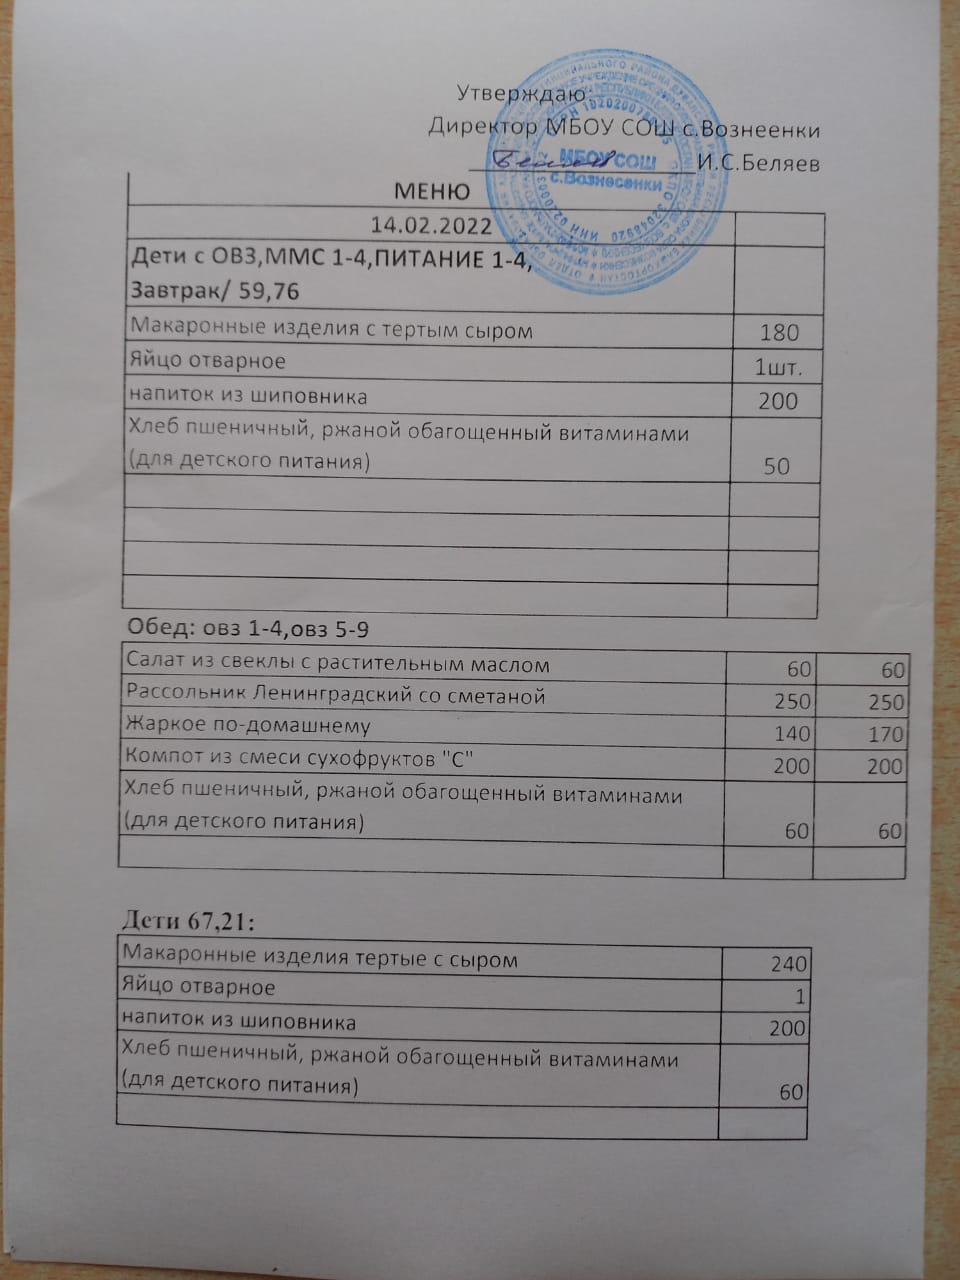 Утверждаю
Директор МБОУ СОШ с.Вознеенки
И.С.Беляев
МБОУ СОШ
с.Вознесенки
МЕНЮ
14.02.2022
Дети с ОВЗ,ММС 1-4,ПИТАНИЕ 1-4,
Завтрак/ 59,76
Макаронные изделия с тертым сыром 180
Яйцо отварное 1шт.
напиток из шиповника 200
Хлеб пшеничный, ржаной обагощенный витаминами
(для детского питания) 50
Обед: овз 1-4,овз 5-9
Салат из свеклы с растительным маслом 60 60
Рассольник Ленинградский со сметаной 250 250
Жаркое по-домашнему 140 170
Компот из смеси сухофруктов "С" 200 200
Хлеб пшеничный, ржаной обагощенный витаминами
(для детского питания) 60 60
Дети 67,21:
Макаронные изделия тертые с сыром 240
Яйцо отварное 1
напиток из шиповника 200
Хлеб пшеничный, ржаной обагощенный витаминами
(для детского питания) 60